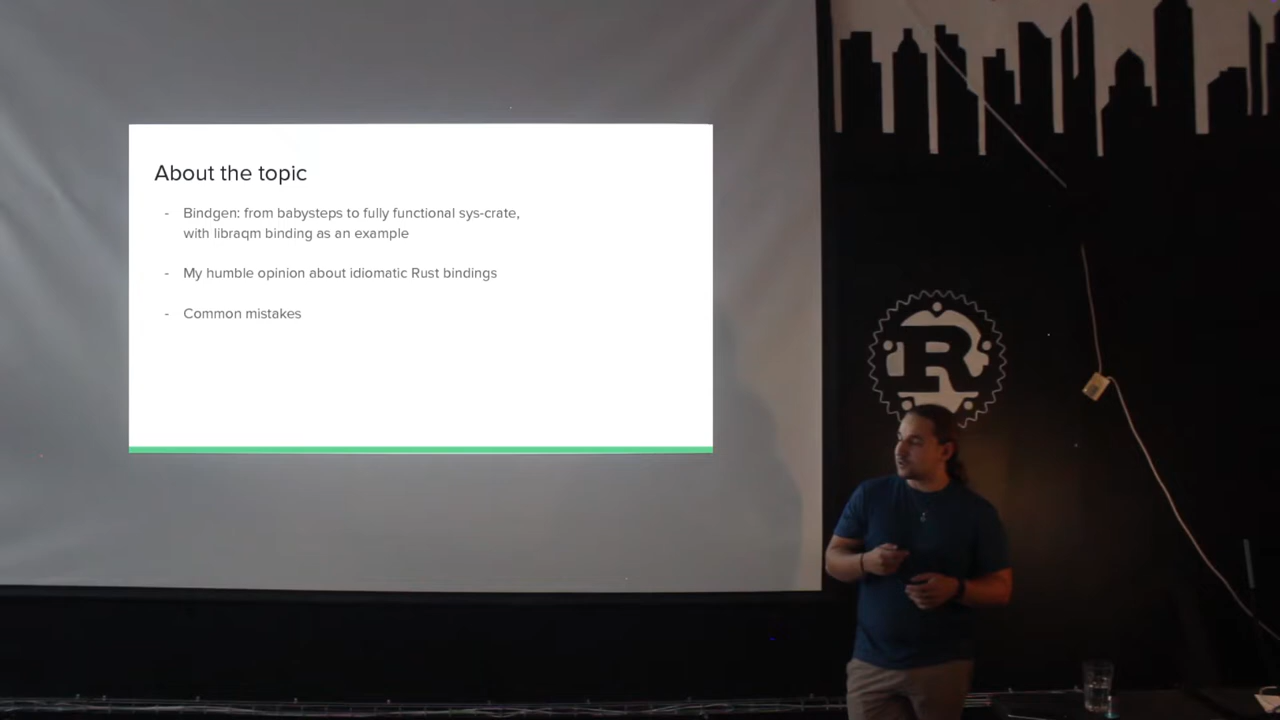 About the topic
- Bindgen: from babysteps to fully functional sys-crate,
with libraqm binding as an example
- My humble opinion about idiomatic Rust bindings
- Common mistakes
R